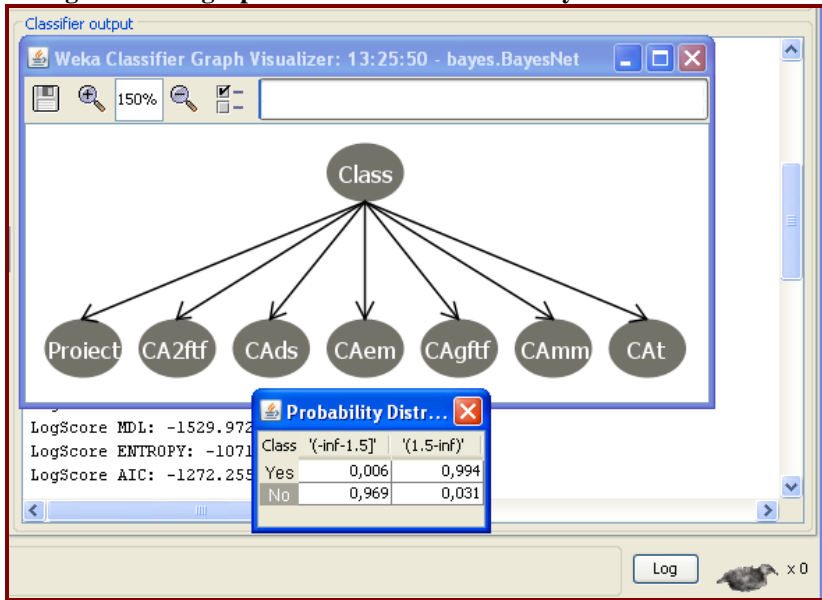 Classifier output
Weka Classifier Graph Visualizer: 13:25:50 - bayes.BayesNet
150%
Class
Proiect CA2ftf CAds CAem CAgftf CAmm CAt
Probability Distr...
LogScore MDL: -1529.972
Class '(-inf-1.5]' '(1.5-inf)'
LogScore ENTROPY: -1071
Yes 0,006 0,994
LogScore AIC: -1272.255
No 0,969 0,031
Log x 0